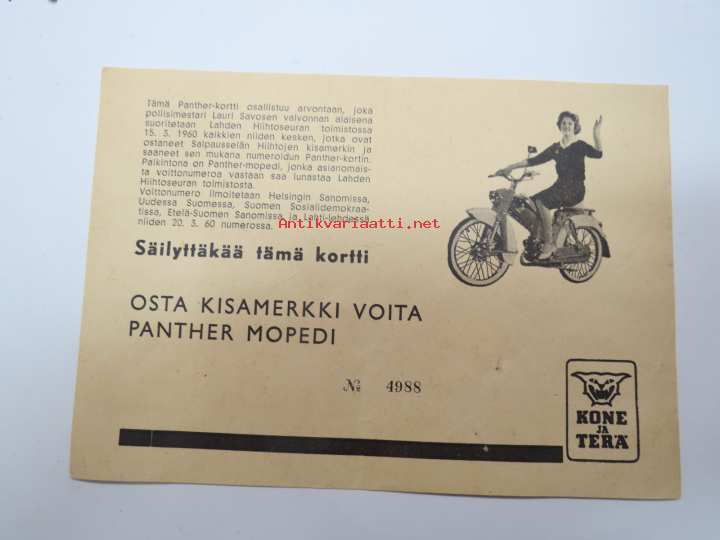 Tämä Panther-kortti osallistuu arvontaan, joka
poliisimestari Lauri Savosen valvonnan alaisena
suoritetaan Lahden Hiihtoseuran toimistossa
15. 3. 1960 kaikkien niiden kesken, jotka ovat
ostaneet Salpausselän Hiihtojen kisamerkin ja
saaneet sen mukana numeroidun Panther-kortin.
Palkintona on Panther-mopedi, jonka asianomais-
ta voittonumeroa vastaan saa lunastaa Lahden
Hiihtoseuran toimistosta.
Voittonumero ilmoitetaan Helsingin Sanomissa,
Uudessa Suomessa, Suomen Sosialidemokraa-
tissa, Etelä-Suomen Sanomissa ja Lahti-lehdessä
niiden 20. 3. 60 numerossa.
Antikvariaatti.net
Säilyttäkää tämä kortti
OSTA KISAMERKKI VOITA
PANTHER MOPEDI
№ 4988
KONE
JA
TERÄ